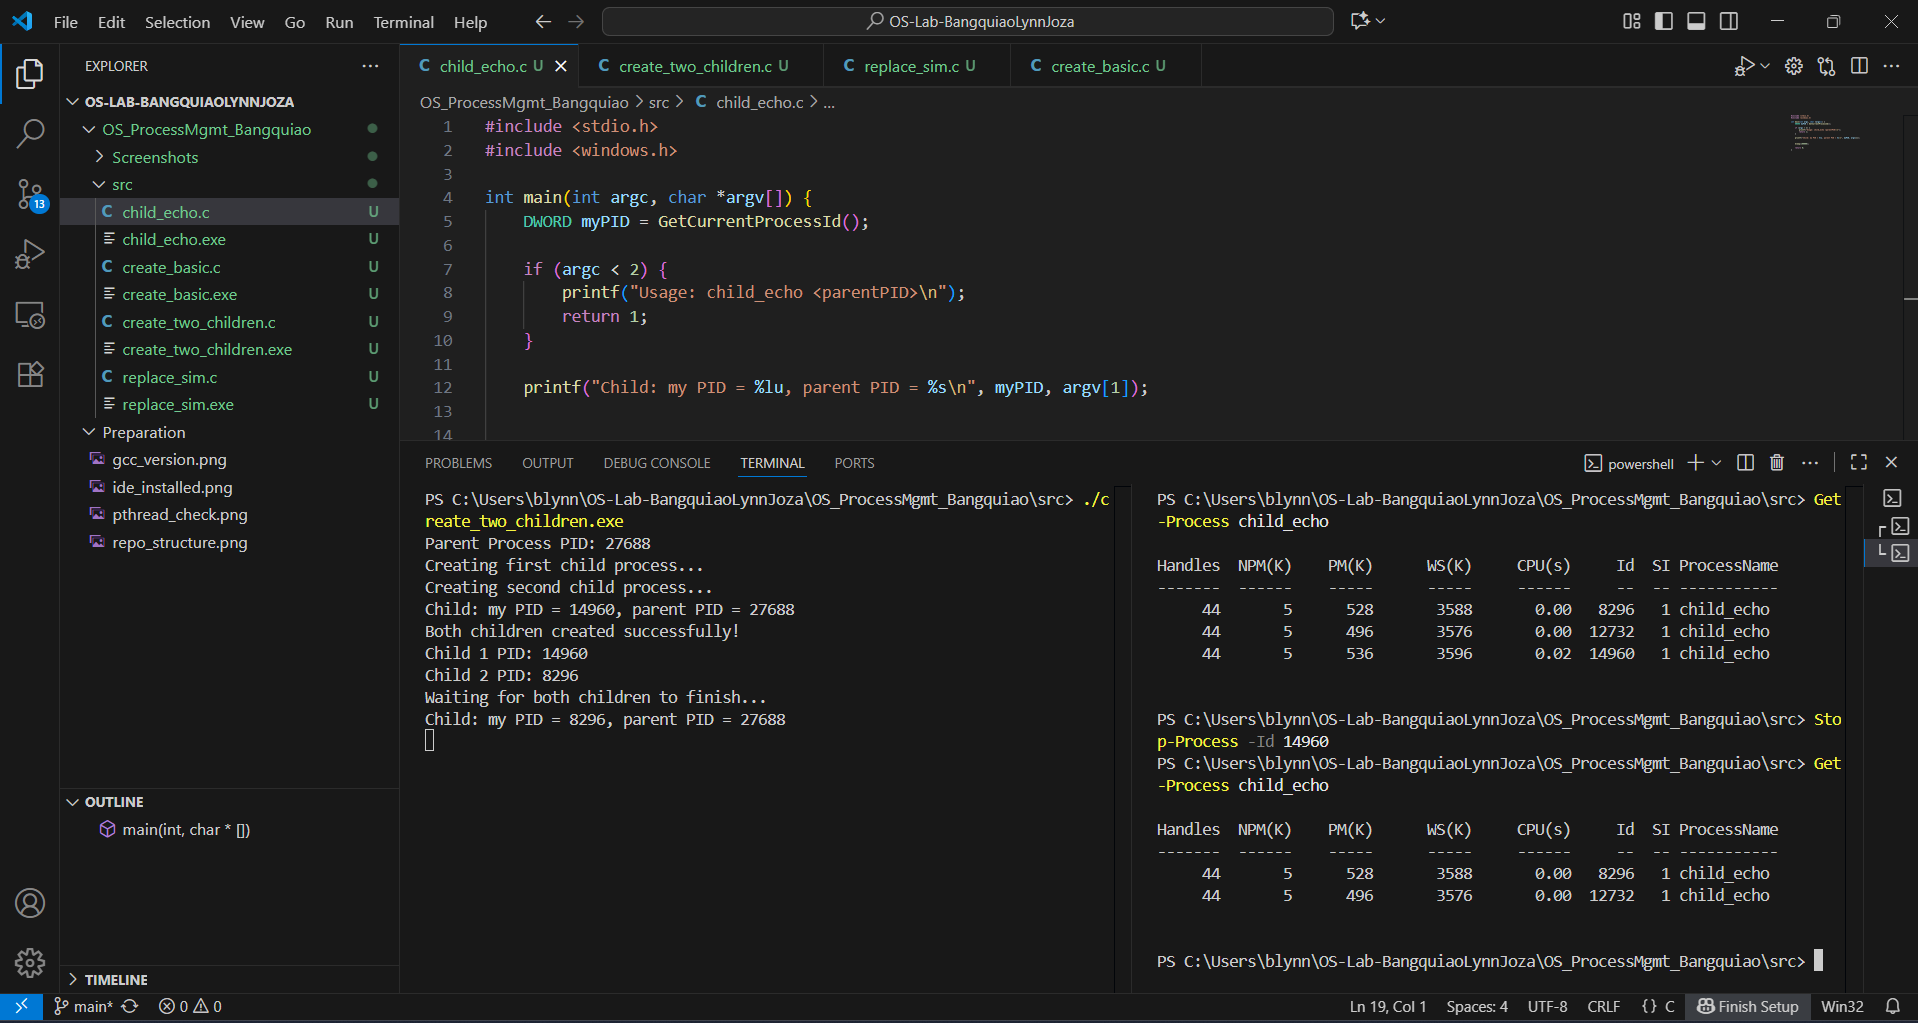 File Edit Selection View Go Run Terminal Help
OS-Lab-BangquiaoLynnJoza
EXPLORER
OS-LAB-BANGQUIAOLYNNJOZA
OS_ProcessMgmt_Bangquiao
Screenshots
src
C child_echo.c U
child_echo.exe U
C create_basic.c U
create_basic.exe U
C create_two_children.c U
create_two_children.exe U
C replace_sim.c U
replace_sim.exe U
Preparation
gcc_version.png
ide_installed.png
pthread_check.png
repo_structure.png
13
OUTLINE
main(int, char * [])
TIMELINE
C child_echo.c U
C create_two_children.c U
C replace_sim.c U
C create_basic.c U
OS_ProcessMgmt_Bangquiao > src > C child_echo.c > ...
1 #include <stdio.h>
2 #include <windows.h>
3
4 int main(int argc, char *argv[]) {
5 DWORD myPID = GetCurrentProcessId();
6
7 if (argc < 2) {
8 printf("Usage: child_echo <parentPID>\n");
9 return 1;
10 }
11
12 printf("Child: my PID = %lu, parent PID = %s\n", myPID, argv[1]);
13
14
PROBLEMS OUTPUT DEBUG CONSOLE TERMINAL PORTS
powershell
PS C:\Users\blynn\OS-Lab-BangquiaoLynnJoza\OS_ProcessMgmt_Bangquiao\src> ./c
reate_two_children.exe
Parent Process PID: 27688
Creating first child process...
Creating second child process...
Child: my PID = 14960, parent PID = 27688
Both children created successfully!
Child 1 PID: 14960
Child 2 PID: 8296
Waiting for both children to finish...
Child: my PID = 8296, parent PID = 27688
PS C:\Users\blynn\OS-Lab-BangquiaoLynnJoza\OS_ProcessMgmt_Bangquiao\src> Get
-Process child_echo
Handles NPM(K) PM(K) WS(K) CPU(s) Id SI ProcessName
------- ------ ----- ----- ------ -- -- -----------
44 5 528 3588 0.00 8296 1 child_echo
44 5 496 3576 0.00 12732 1 child_echo
44 5 536 3596 0.02 14960 1 child_echo
PS C:\Users\blynn\OS-Lab-BangquiaoLynnJoza\OS_ProcessMgmt_Bangquiao\src> Sto
p-Process -Id 14960
PS C:\Users\blynn\OS-Lab-BangquiaoLynnJoza\OS_ProcessMgmt_Bangquiao\src> Get
-Process child_echo
Handles NPM(K) PM(K) WS(K) CPU(s) Id SI ProcessName
------- ------ ----- ----- ------ -- -- -----------
44 5 528 3588 0.00 8296 1 child_echo
44 5 496 3576 0.00 12732 1 child_echo
PS C:\Users\blynn\OS-Lab-BangquiaoLynnJoza\OS_ProcessMgmt_Bangquiao\src>
main* 0 0
Ln 19, Col 1 Spaces: 4 UTF-8 CRLF {} C Finish Setup Win32